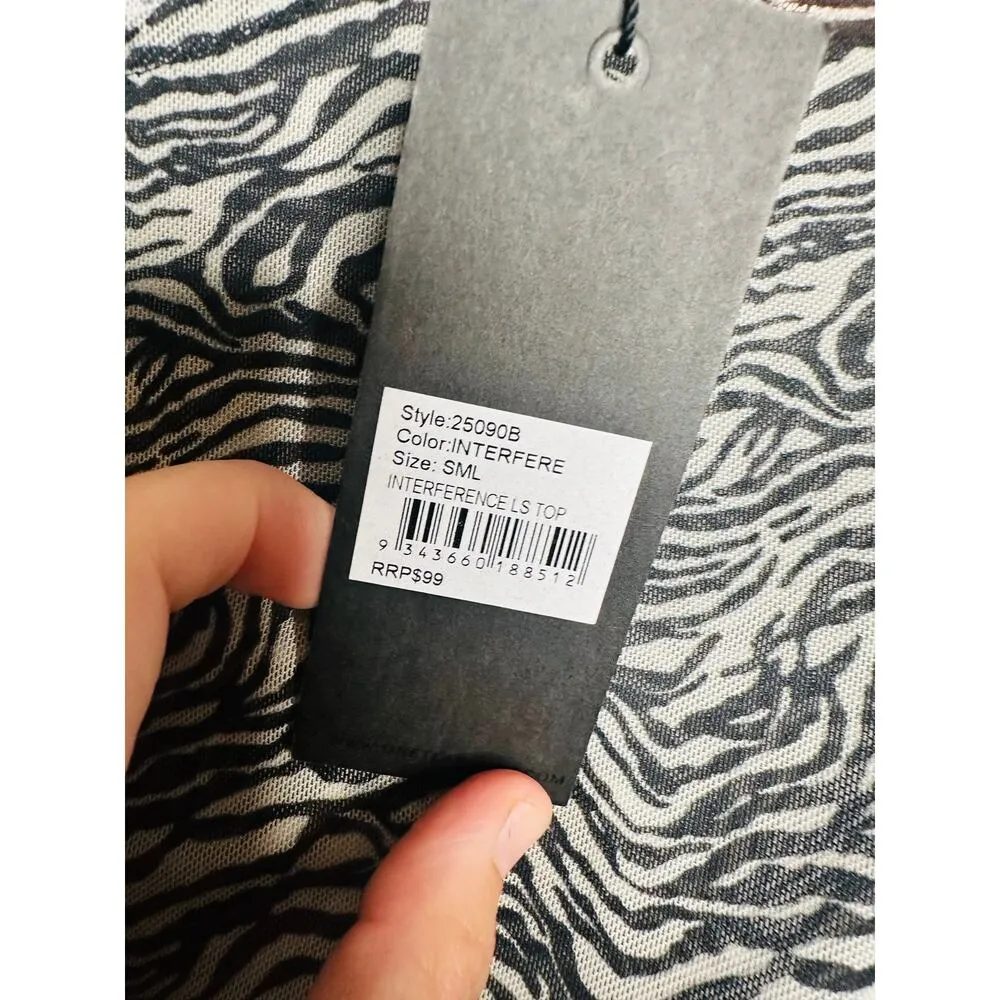 Style:25090B
Color:INTERFERE
Size: SML
INTERFERENCE LS TOP
9 343660 188512
RRP$99